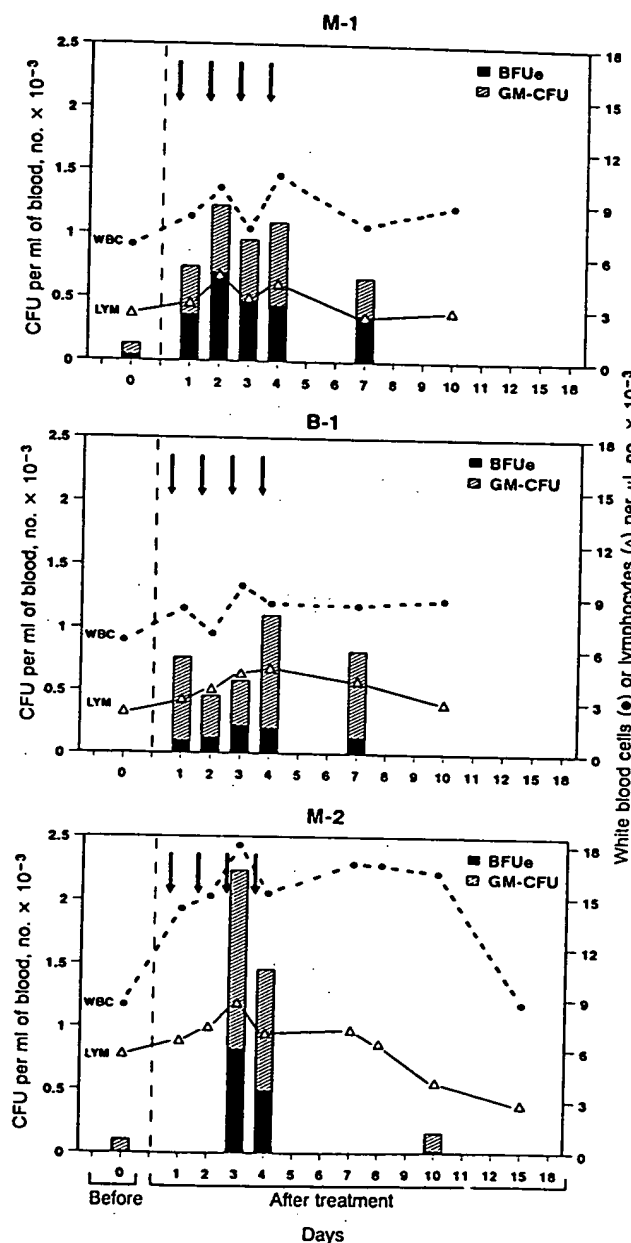 M-1
2.5
2
1.5
1
0.5
0
CFU per ml of blood, no. × 10⁻³
BFUe
GM-CFU
WBC
LYM
18
15
12
9
6
3
0
0 1 2 3 4 5 6 7 8 9 10 11 15 18
B-1
2.5
2
1.5
1
0.5
0
CFU per ml of blood, no. × 10⁻³
BFUe
GM-CFU
WBC
LYM
18
15
12
9
6
3
0
0 1 2 3 4 5 6 7 8 9 10 11 15 18
White blood cells (●) or lymphocytes (△) per μl, no. × 10⁻³
M-2
2.5
2
1.5
1
0.5
0
CFU per ml of blood, no. × 10⁻³
BFUe
GM-CFU
WBC
LYM
18
15
12
9
6
3
0 1 2 3 4 5 6 7 8 9 10 11 15 18
Before After treatment
Days